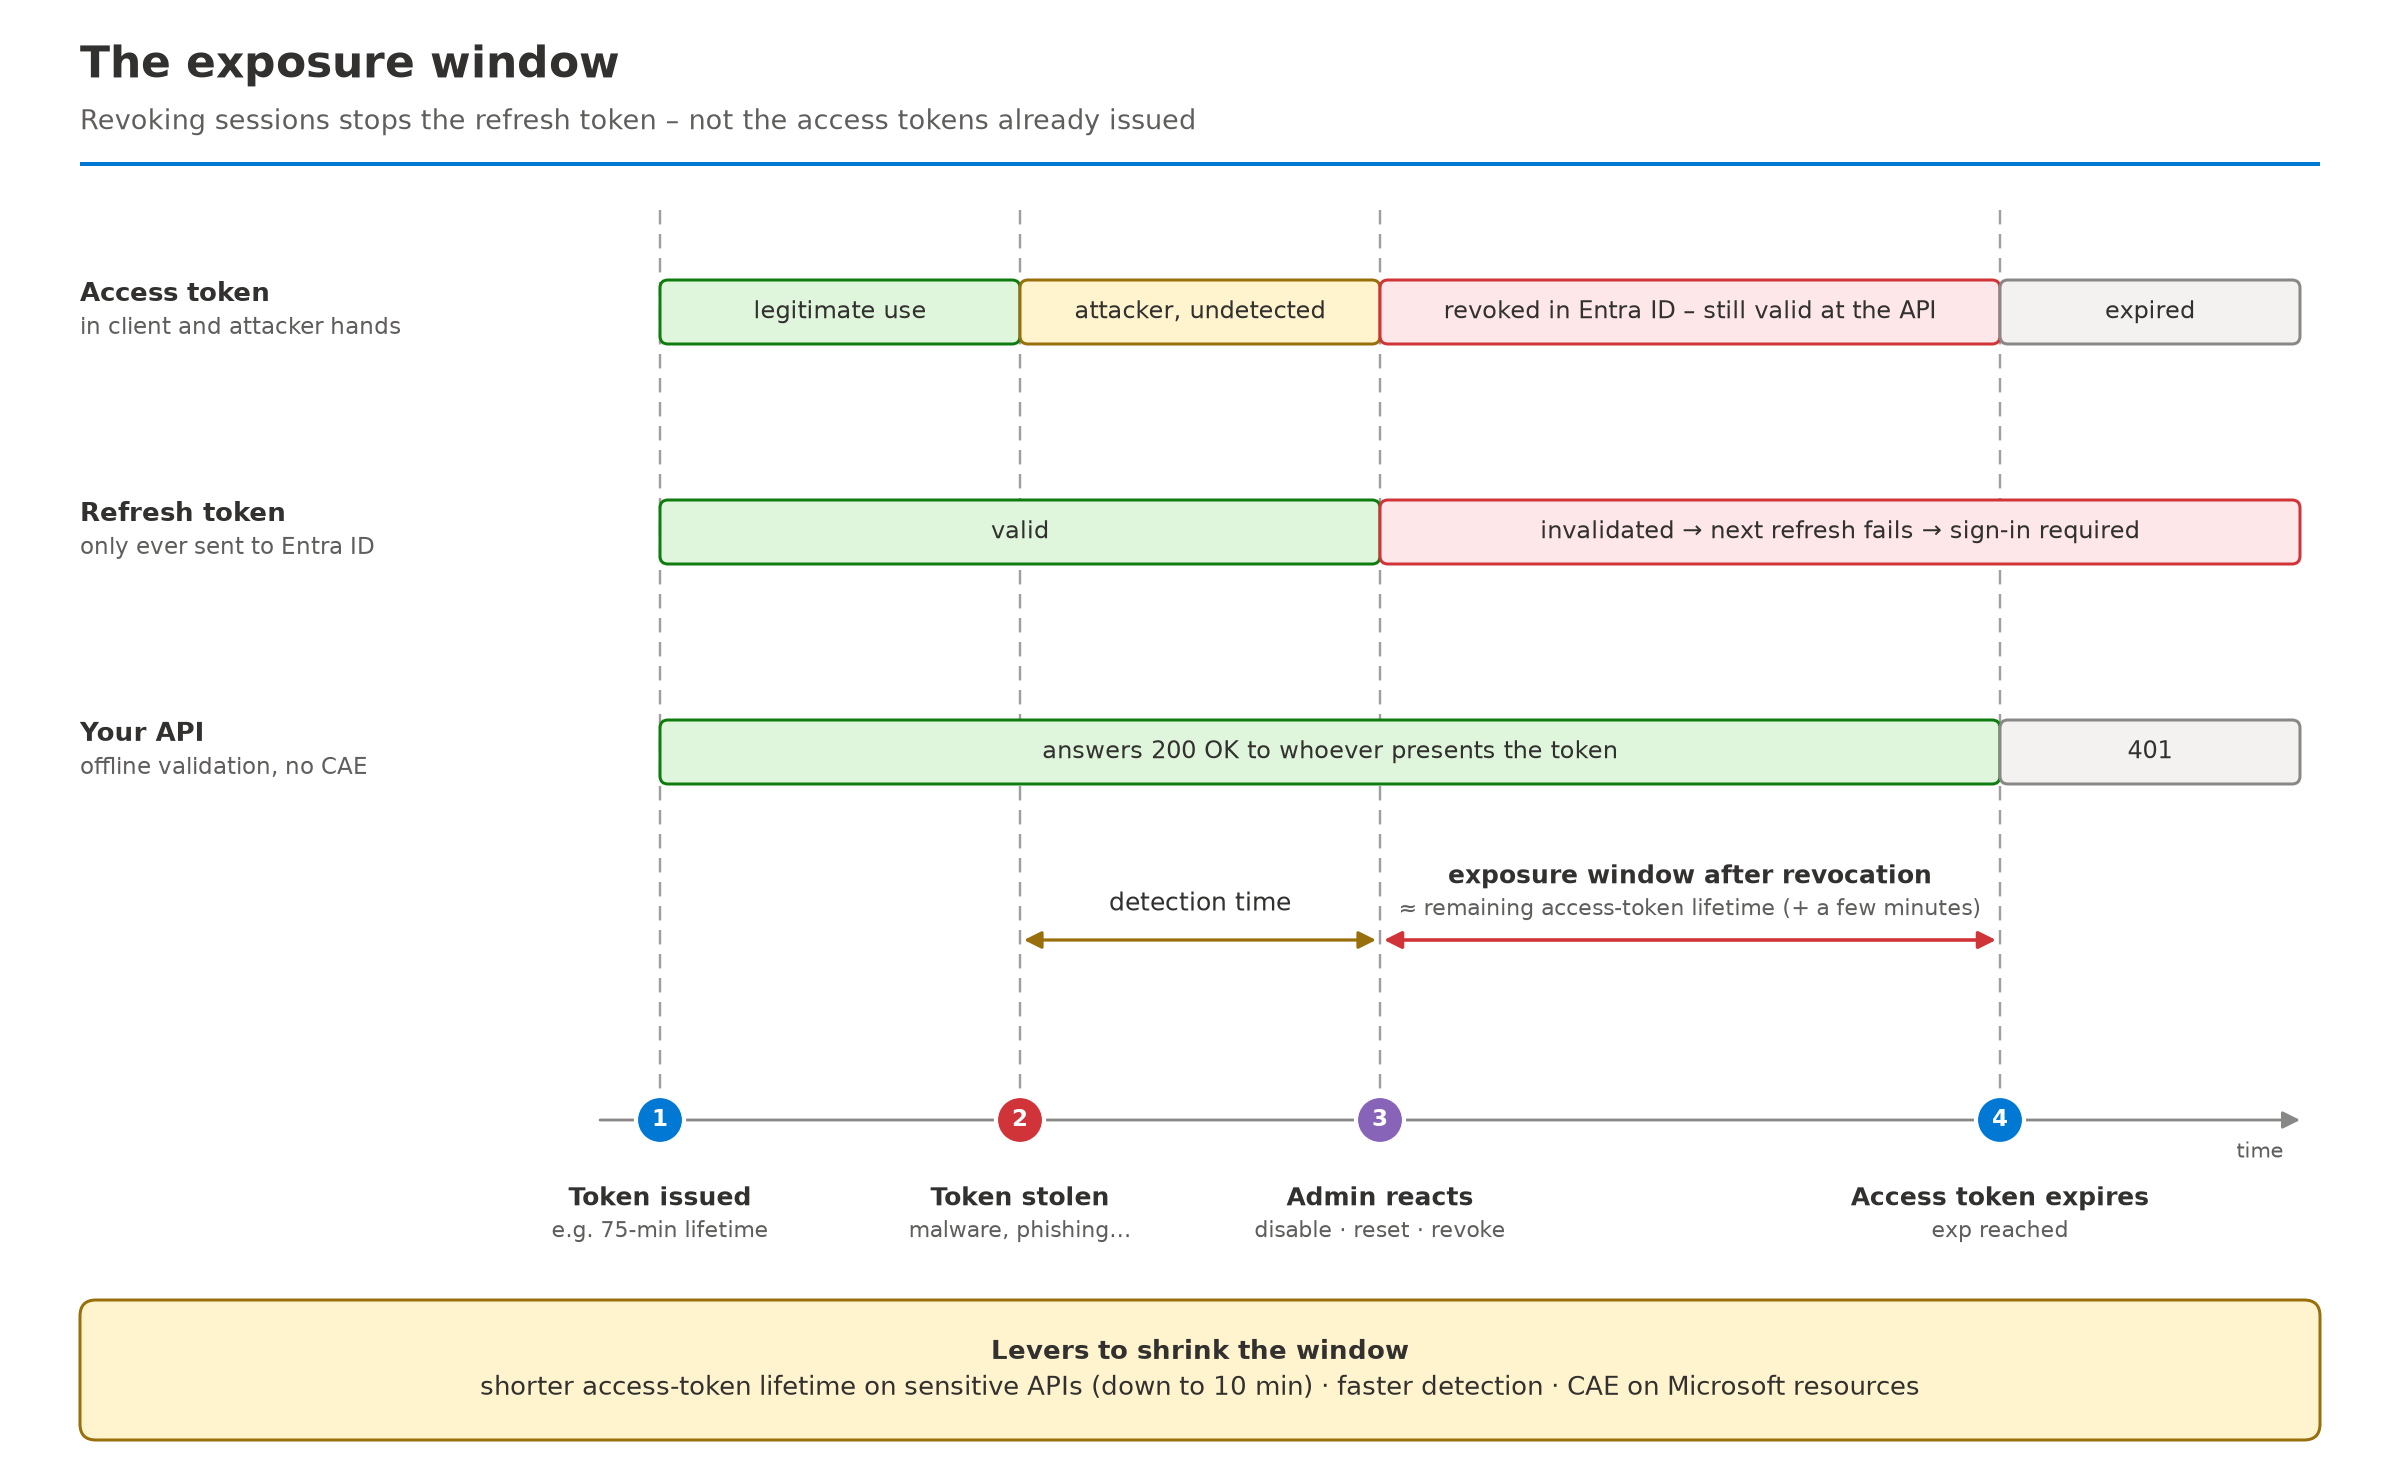 The exposure window
Revoking sessions stops the refresh token – not the access tokens already issued
Access token
in client and attacker hands
legitimate use
attacker, undetected
revoked in Entra ID – still valid at the API
expired
Refresh token
only ever sent to Entra ID
valid
invalidated → next refresh fails → sign-in required
Your API
offline validation, no CAE
answers 200 OK to whoever presents the token
401
detection time
exposure window after revocation
≈ remaining access-token lifetime (+ a few minutes)
1
2
3
4
time
Token issued
e.g. 75-min lifetime
Token stolen
malware, phishing…
Admin reacts
disable · reset · revoke
Access token expires
exp reached
Levers to shrink the window
shorter access-token lifetime on sensitive APIs (down to 10 min) · faster detection · CAE on Microsoft resources